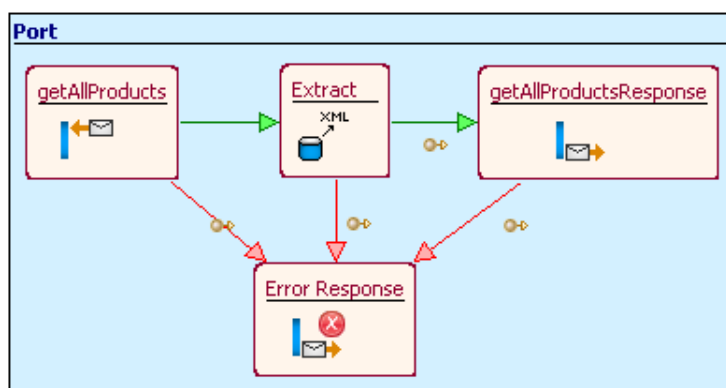 Port
getAllProducts
Extract
getAllProductsResponse
XML
Error Response